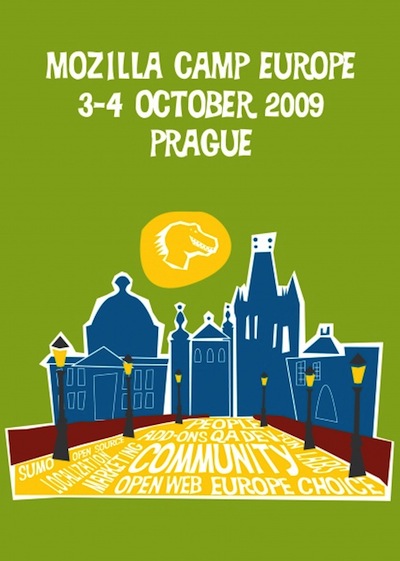 MOZILLA CAMP EUROPE
3-4 OCTOBER 2009
PRAGUE
PEOPLE
ADD-ONS QA DEV
SUMO
OPEN SOURCE
LOCALIZATION
MARKETING
COMMUNITY
LABS
OPEN WEB EUROPE CHOICE